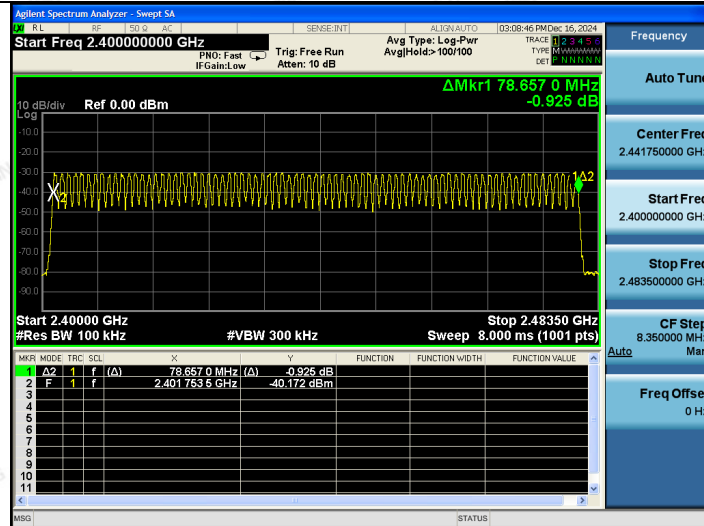 Agilent Spectrum Analyzer - Swept SA
LXI RL RF 50 Ω AC SENSE:INT ALIGNAUTO 03:08:46 PM Dec 16, 2024
Start Freq 2.400000000 GHz
PNO: Fast
IFGain:Low
Trig: Free Run
Atten: 10 dB
Avg Type: Log-Pwr
Avg|Hold:>100/100
TRACE 1 2 3 4 5 6
TYPE M
DET P N N N N N
ΔMkr1 78.657 0 MHz
-0.925 dB
10 dB/div Ref 0.00 dBm
Log
-10.0
-20.0
-30.0
-40.0
-50.0
-60.0
-70.0
-80.0
-90.0
1Δ2
2
Start 2.40000 GHz Stop 2.48350 GHz
#Res BW 100 kHz #VBW 300 kHz Sweep 8.000 ms (1001 pts)
MKR MODE TRC SCL X Y FUNCTION FUNCTION WIDTH FUNCTION VALUE
1 Δ2 1 f (Δ) 78.657 0 MHz (Δ) -0.925 dB
2 F 1 f 2.401 753 5 GHz -40.172 dBm
3
4
5
6
7
8
9
10
11
MSG STATUS
Frequency
Auto Tune
Center Freq
2.441750000 GHz
Start Freq
2.400000000 GHz
Stop Freq
2.483500000 GHz
CF Step
8.350000 MHz
Auto Man
Freq Offset
0 Hz